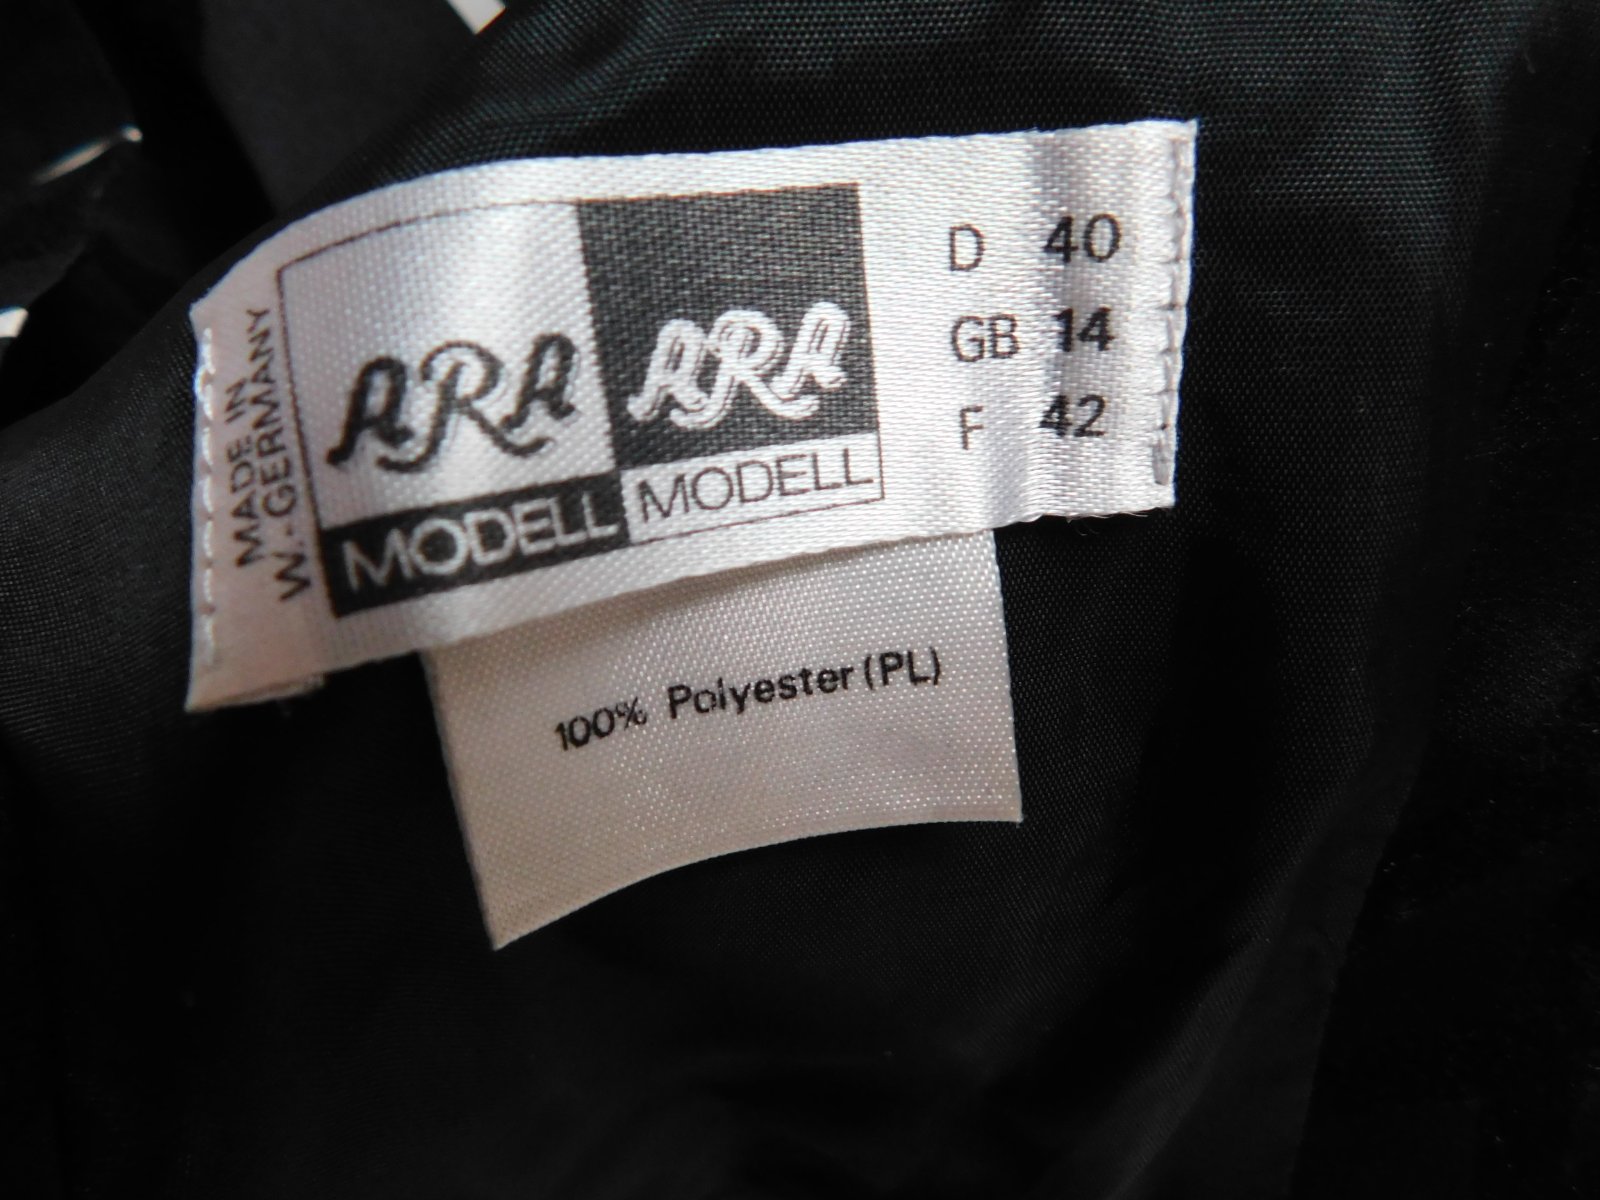 MADE IN
W.-GERMANY
ARA
MODELL
ARA
MODELL
D 40
GB 14
F 42
100% Polyester (PL)